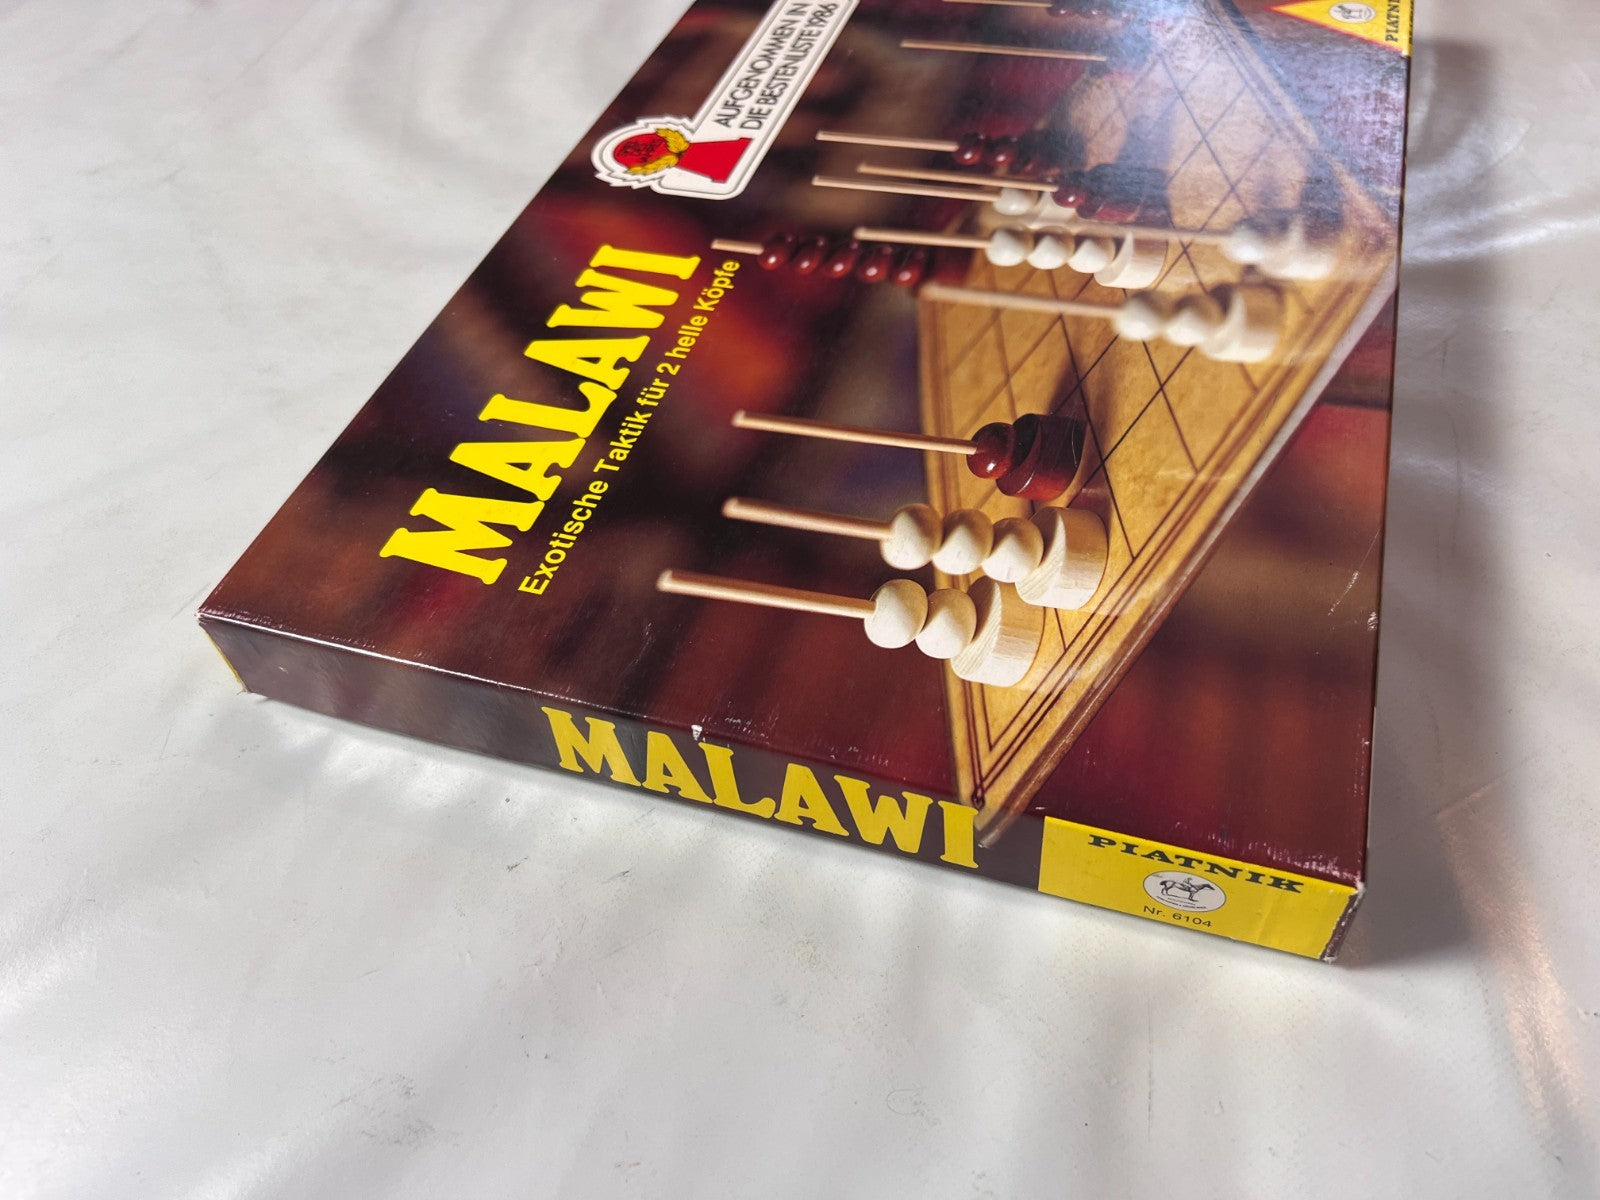 AUFGENOMMEN IN
DIE BESTENLISTE 1986
MALAWI
Exotische Taktik für 2 helle Köpfe
MALAWI
PIATNIK
Nr. 6104